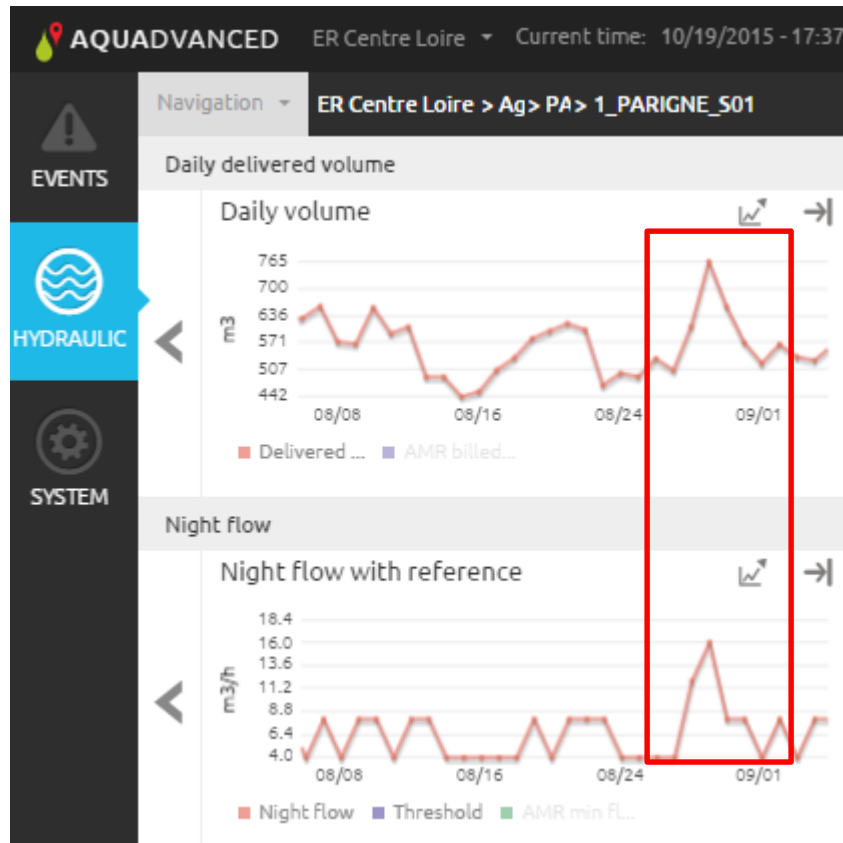 AQUADVANCED ER Centre Loire Current time: 10/19/2015 - 17:37
Navigation ER Centre Loire > Ag > PA > 1_PARIGNE_S01
EVENTS
HYDRAULIC
SYSTEM
Daily delivered volume
Daily volume
m3
765
700
636
571
507
442
08/08 08/16 08/24 09/01
Delivered ... AMR billed...
Night flow
Night flow with reference
m3/h
18.4
16.0
13.6
11.2
8.8
6.4
4.0
08/08 08/16 08/24 09/01
Night flow Threshold AMR min fl...